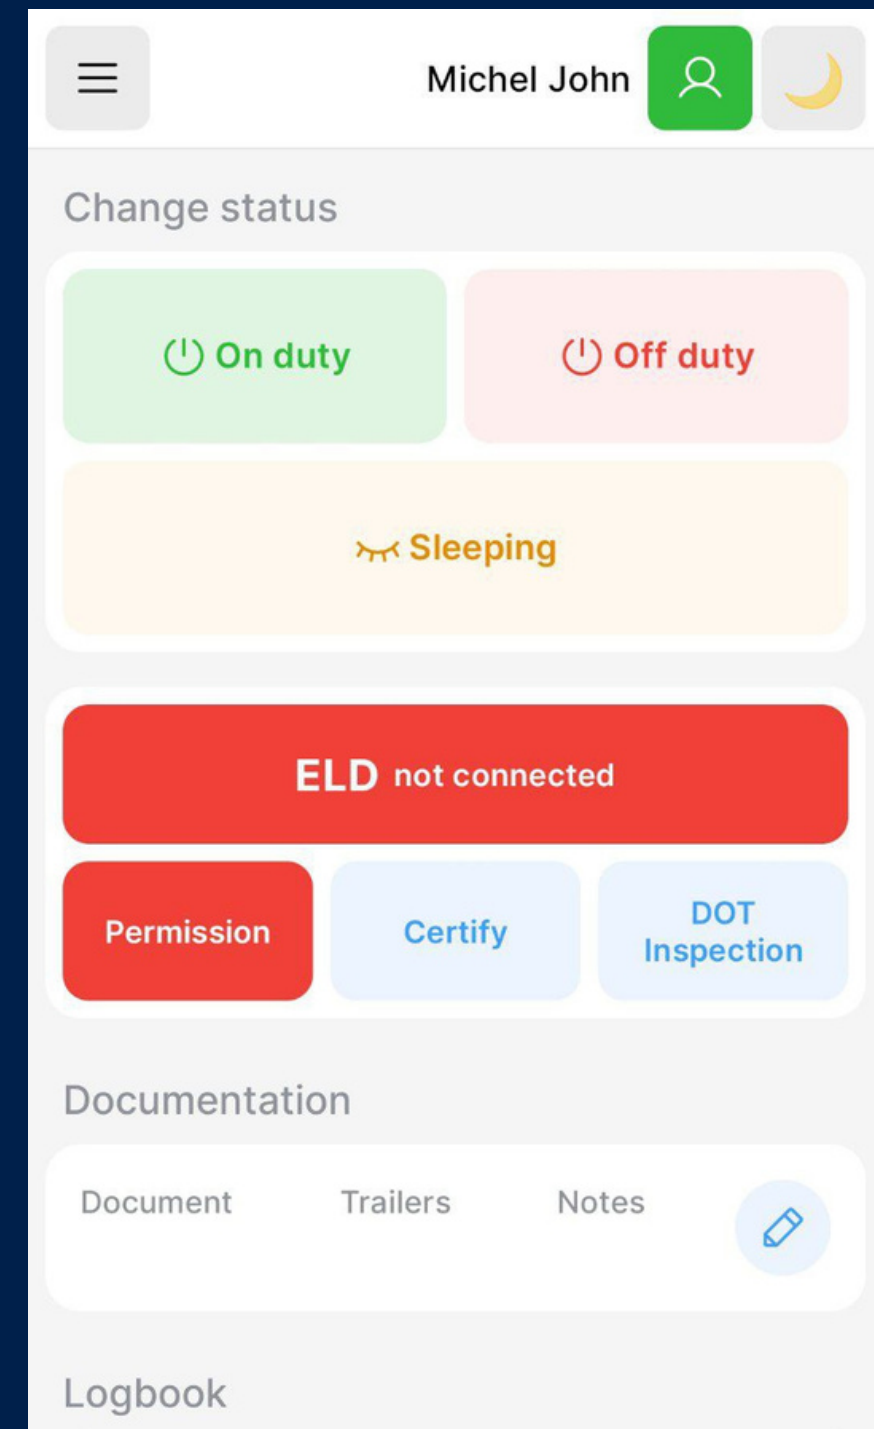 Michel John
Change status
On duty
Off duty
Sleeping
ELD not connected
Permission
Certify
DOT
Inspection
Documentation
Document
Trailers
Notes
Logbook